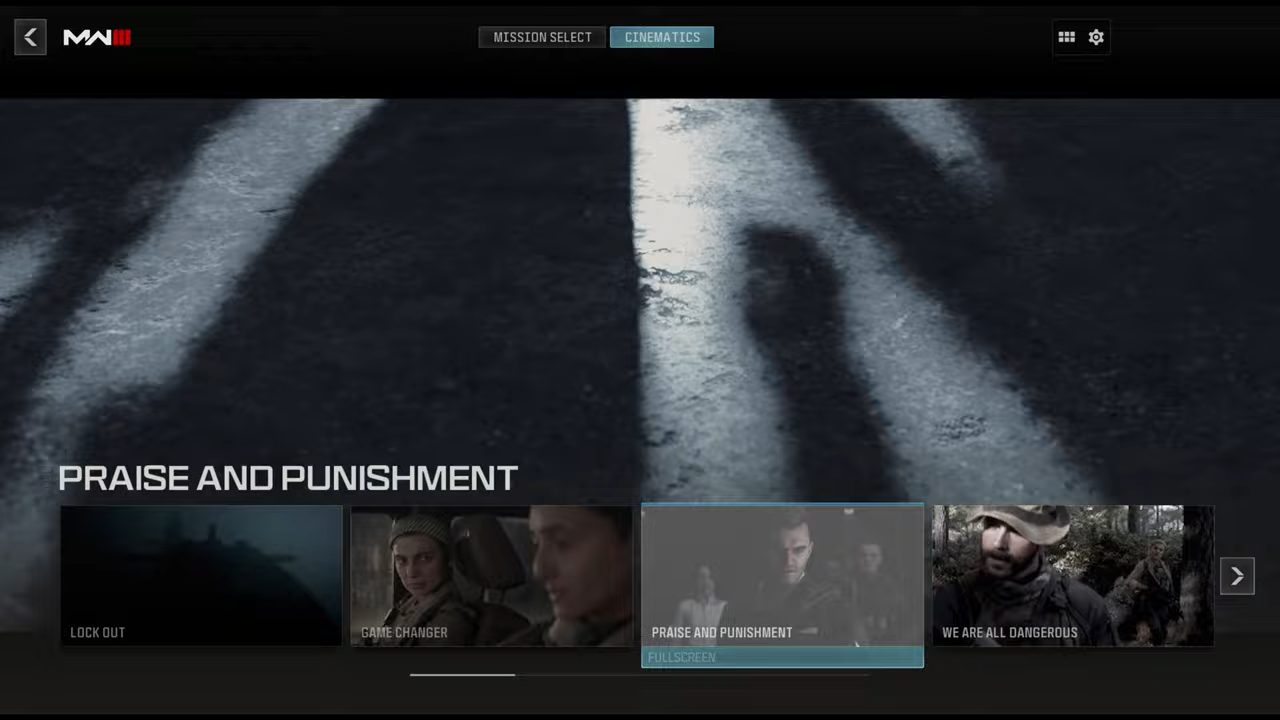 MWIII
MISSION SELECT
CINEMATICS
PRAISE AND PUNISHMENT
LOCK OUT
GAME CHANGER
PRAISE AND PUNISHMENT
FULLSCREEN
WE ARE ALL DANGEROUS